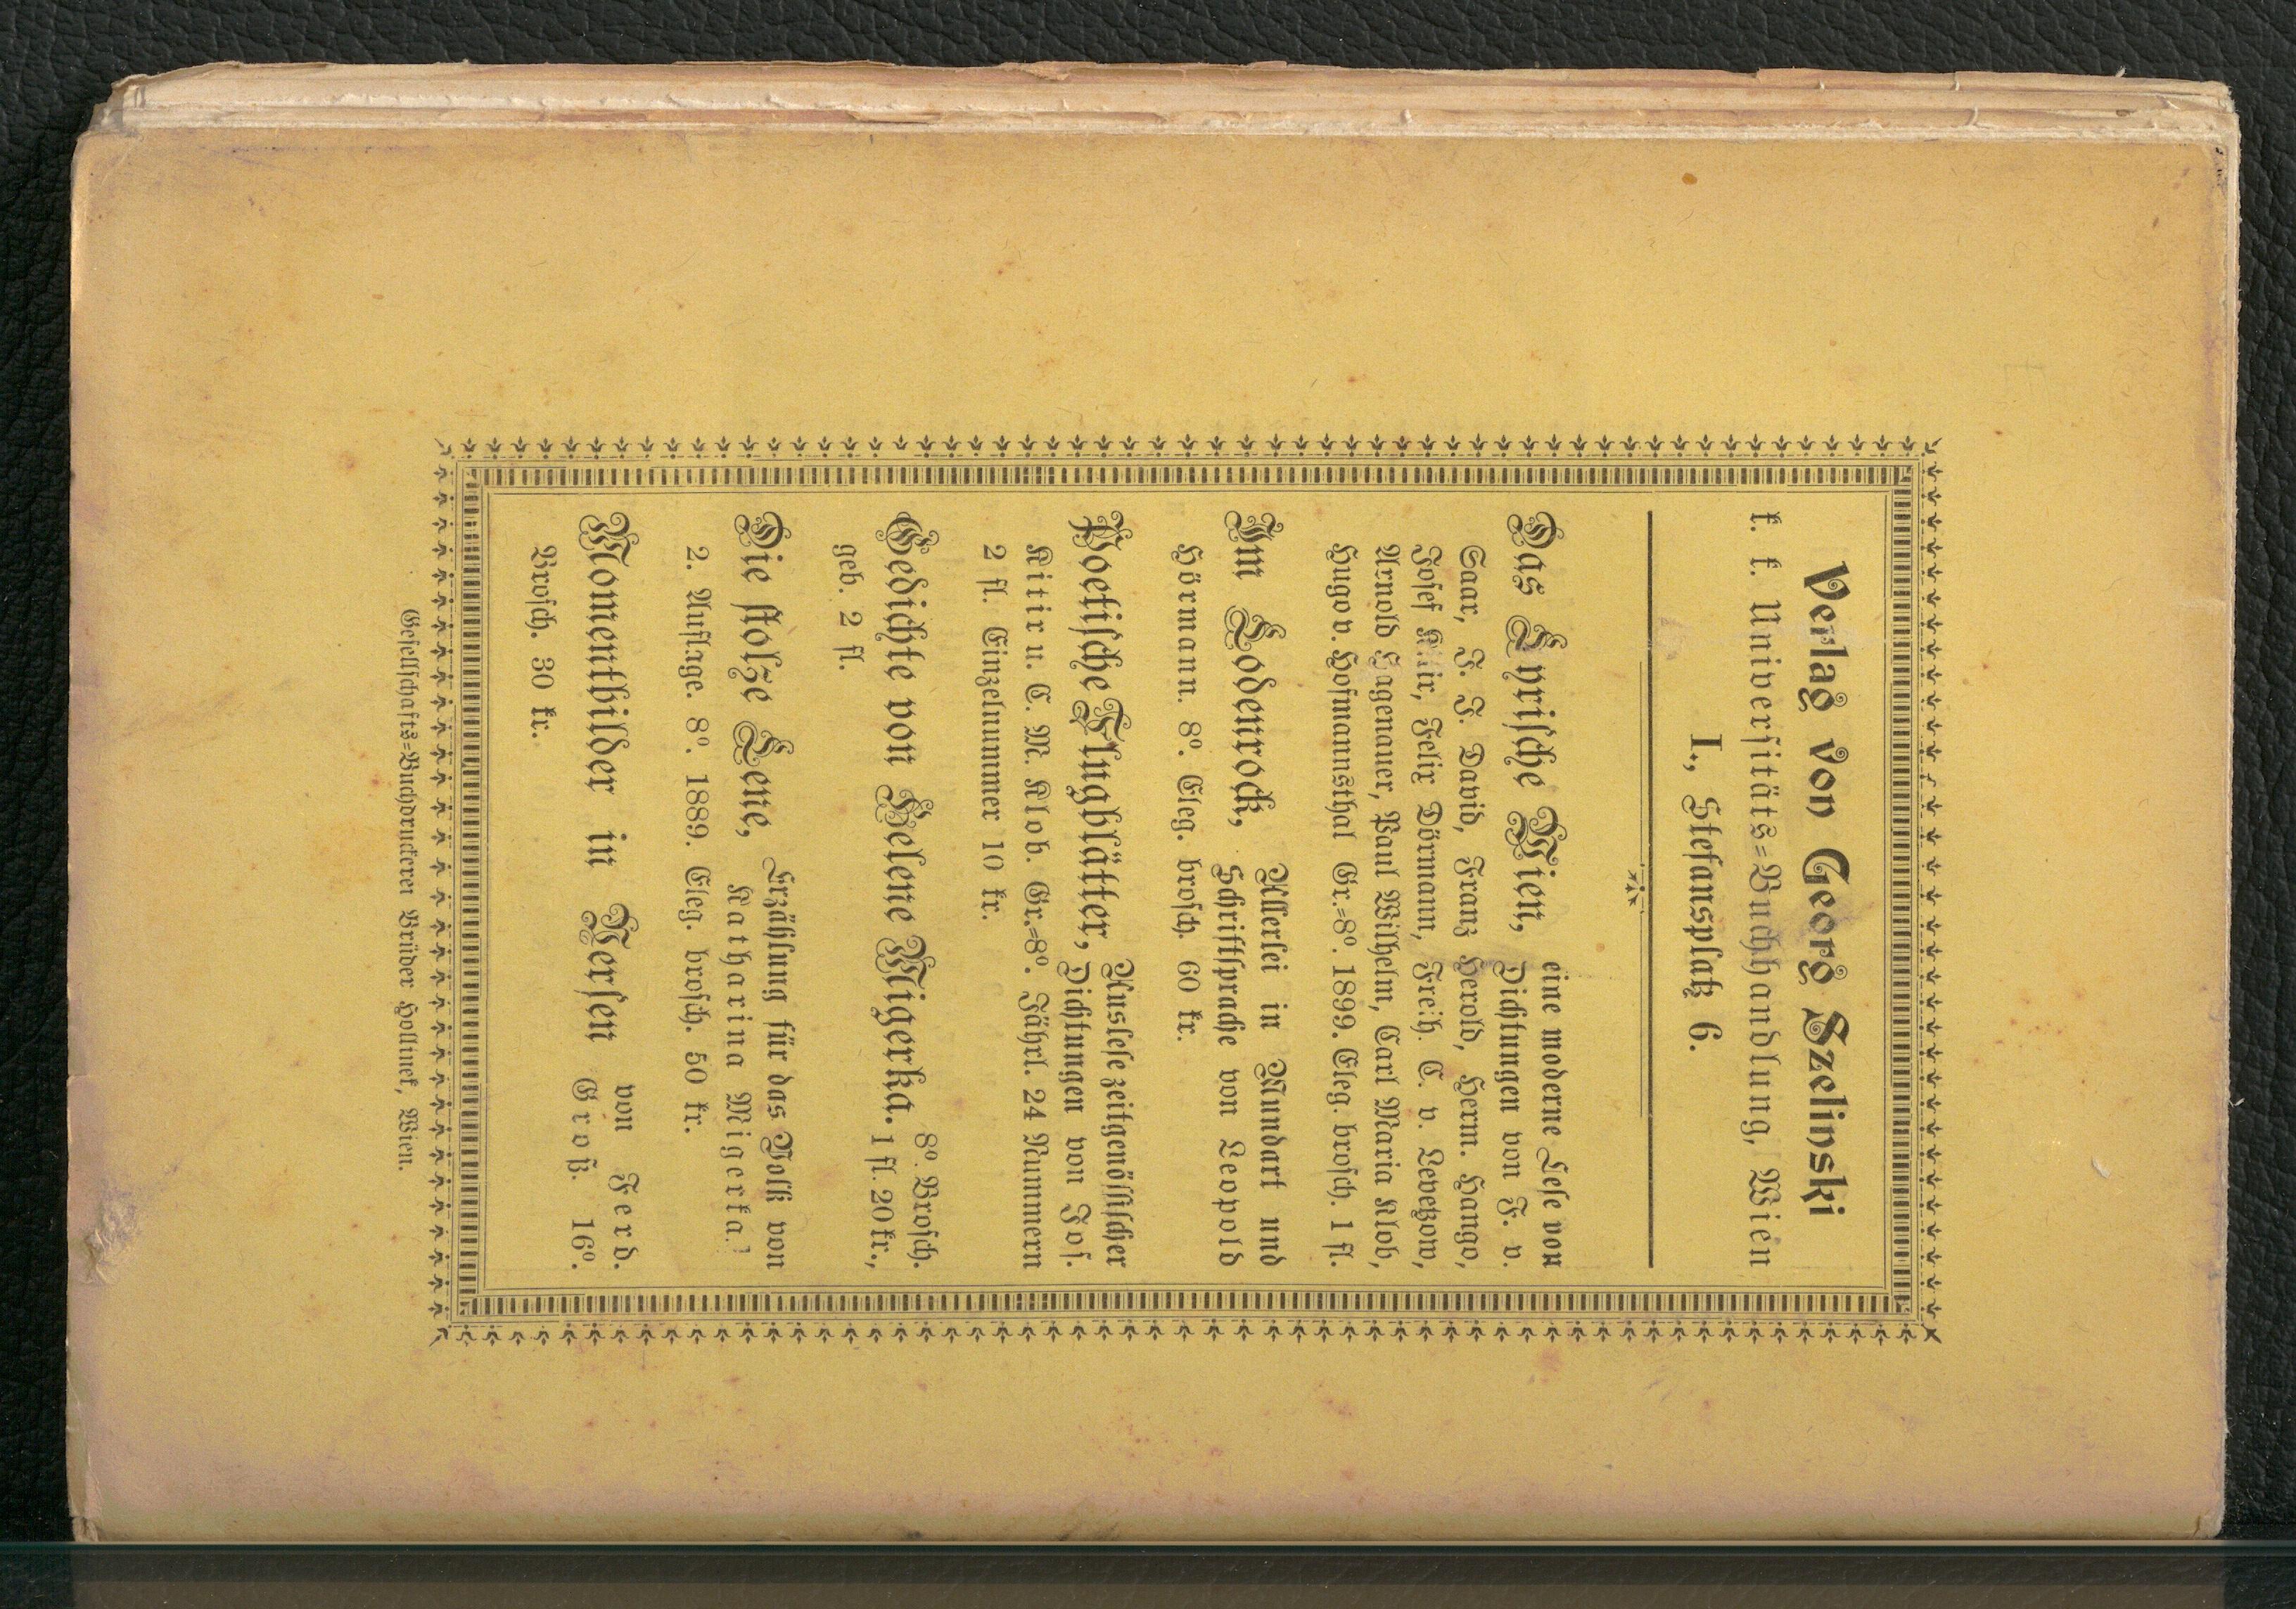 Verlag von Georg Szelinski
k. k. Universitäts-Buchhandlung, Wien
I., Stefansplatz 6.
Das Lyrische Wien, eine moderne Lese von
Dichtungen von F. v.
Saar, J. J. David, Franz Herold, Herm. Hango,
Josef Kitir, Felix Dörmann, Freih. C. v. Levetzow,
Arnold Hagenauer, Paul Wilhelm, Carl Maria Klob,
Hugo v. Hofmannsthal Gr.-8°. 1899. Eleg. brosch. 1 fl.
Im Lodenrock, Allerlei in Mundart und
Schriftsprache von Leopold
Hörmann. 8°. Eleg. brosch. 60 kr.
Poetische Flugblätter, Auslese zeitgenössischer
Dichtungen von Jos.
Kitir u. C. M. Klob. Gr.-8°. Jährl. 24 Nummern
2 fl. Einzelnummer 10 kr.
Gedichte von Helene Migerka. 8°. Brosch.
1 fl. 20 kr.,
geb. 2 fl.
Die stolze Lene, Erzählung für das Volk von
Katharina Migerka.
2. Auflage. 8°. 1889. Eleg. brosch. 50 kr.
Momentbilder in Versen von Ferd.
Groß. 16°.
Brosch. 30 kr.
Gesellschafts-Buchdruckerei Brüder Hollinek, Wien.